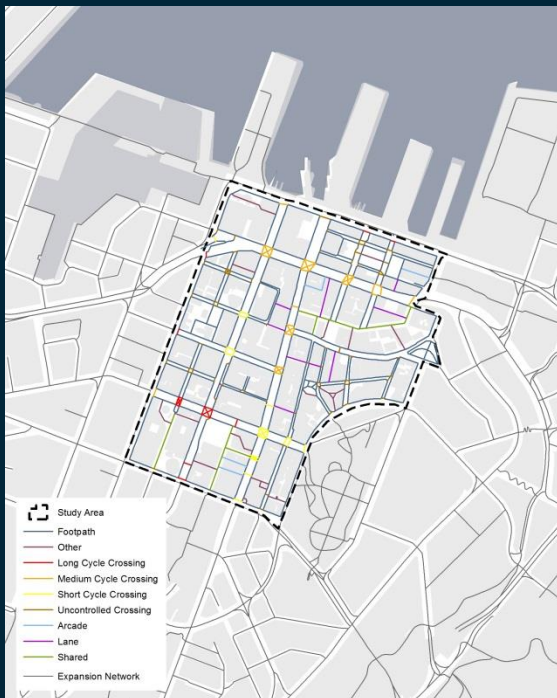 Study Area
Footpath
Other
Long Cycle Crossing
Medium Cycle Crossing
Short Cycle Crossing
Uncontrolled Crossing
Arcade
Lane
Shared
Expansion Network